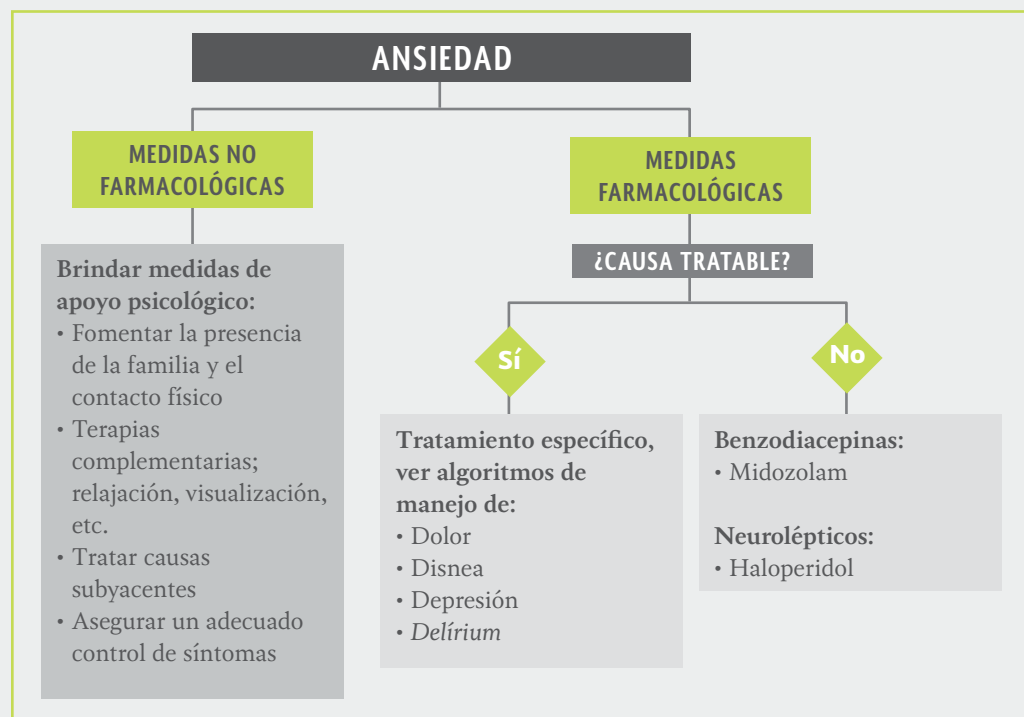 ANSIEDAD
MEDIDAS NO
FARMACOLÓGICAS
Brindar medidas de
apoyo psicológico:
• Fomentar la presencia
de la familia y el
contacto físico
• Terapias
complementarias;
relajación, visualización,
etc.
• Tratar causas
subyacentes
• Asegurar un adecuado
control de síntomas
MEDIDAS
FARMACOLÓGICAS
¿CAUSA TRATABLE?
Sí
Tratamiento específico,
ver algoritmos de
manejo de:
• Dolor
• Disnea
• Depresión
• Delírium
No
Benzodiacepinas:
• Midozolam
Neurolépticos:
• Haloperidol